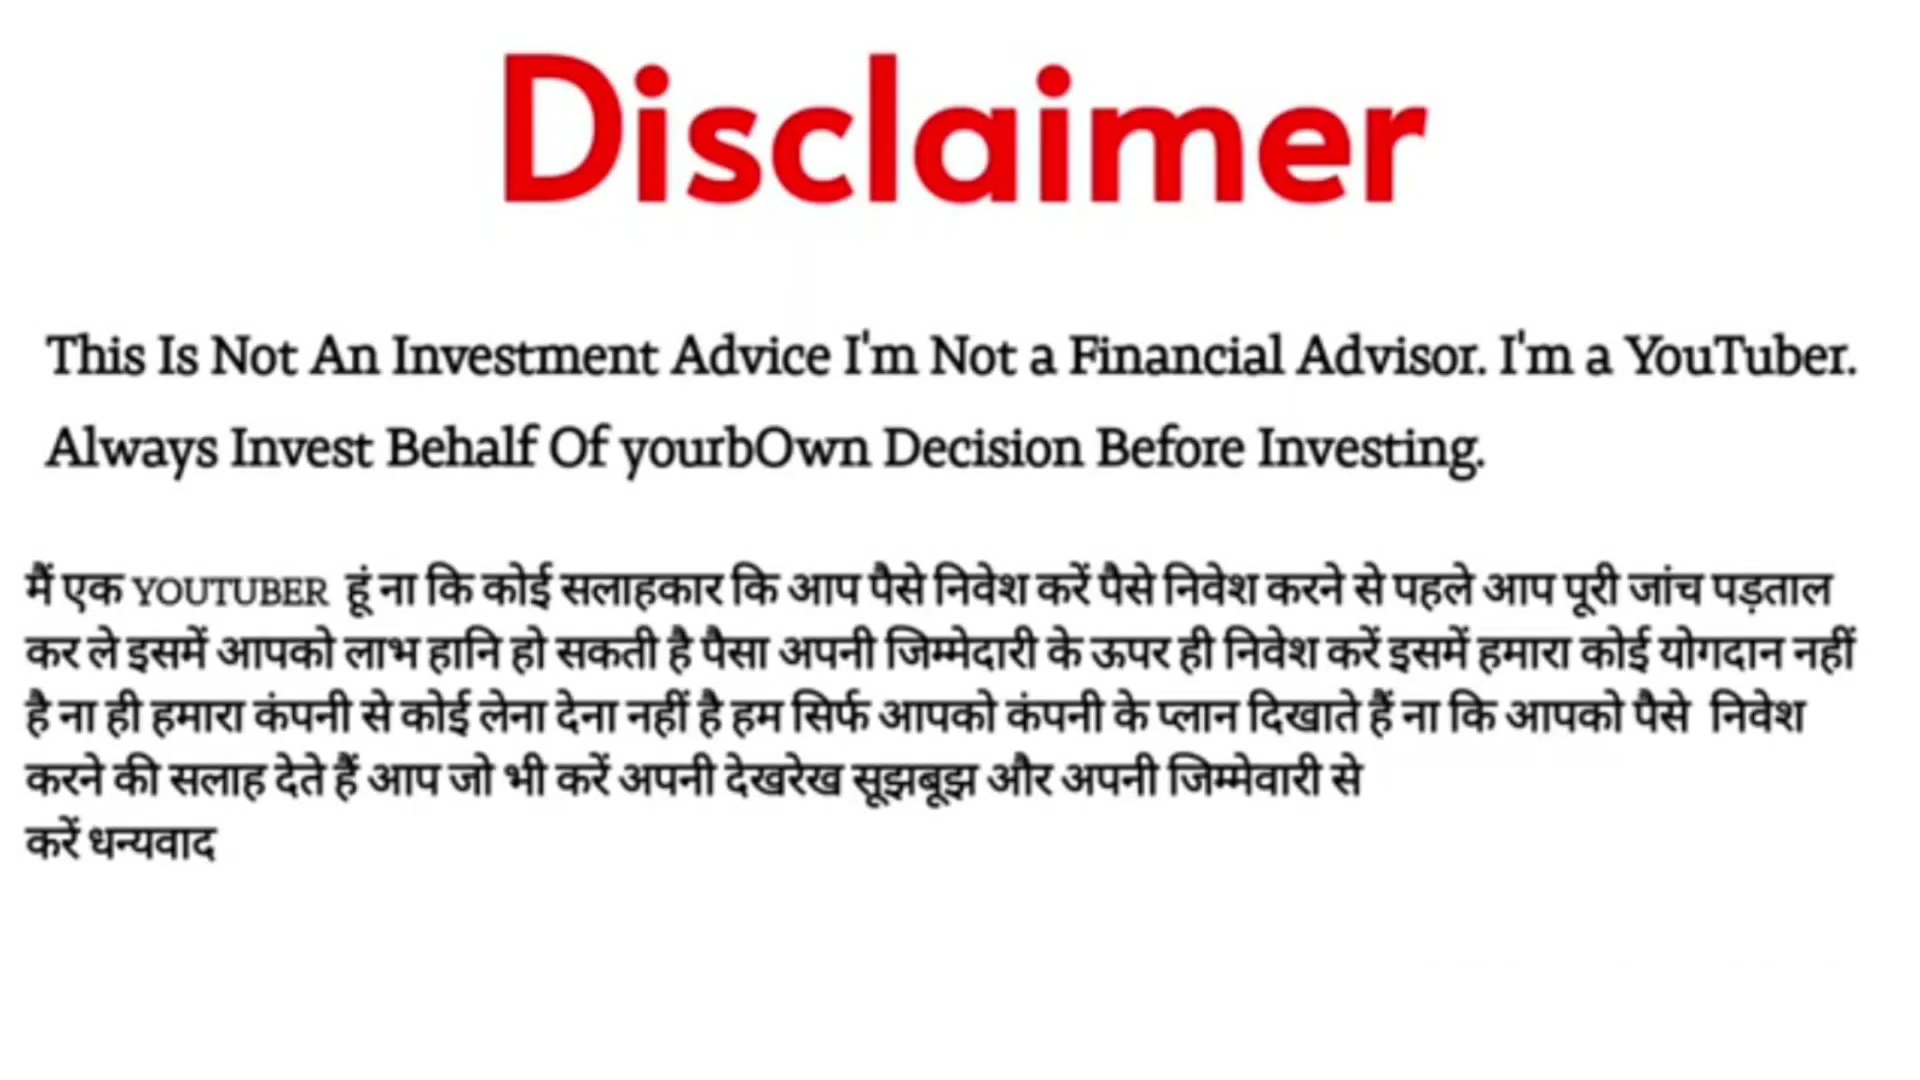 Disclaimer
This Is Not An Investment Advice I'm Not a Financial Advisor. I'm a YouTuber.
Always Invest Behalf Of yourbOwn Decision Before Investing.
मैं एक YOUTUBER हूं ना कि कोई सलाहकार कि आप पैसे निवेश करें पैसे निवेश करने से पहले आप पूरी जांच पड़ताल
कर ले इसमें आपको लाभ हानि हो सकती है पैसा अपनी जिम्मेदारी के ऊपर ही निवेश करें इसमें हमारा कोई योगदान नहीं
है ना ही हमारा कंपनी से कोई लेना देना नहीं है हम सिर्फ आपको कंपनी के प्लान दिखाते हैं ना कि आपको पैसे निवेश
करने की सलाह देते हैं आप जो भी करें अपनी देखरेख सूझबूझ और अपनी जिम्मेवारी से
करें धन्यवाद